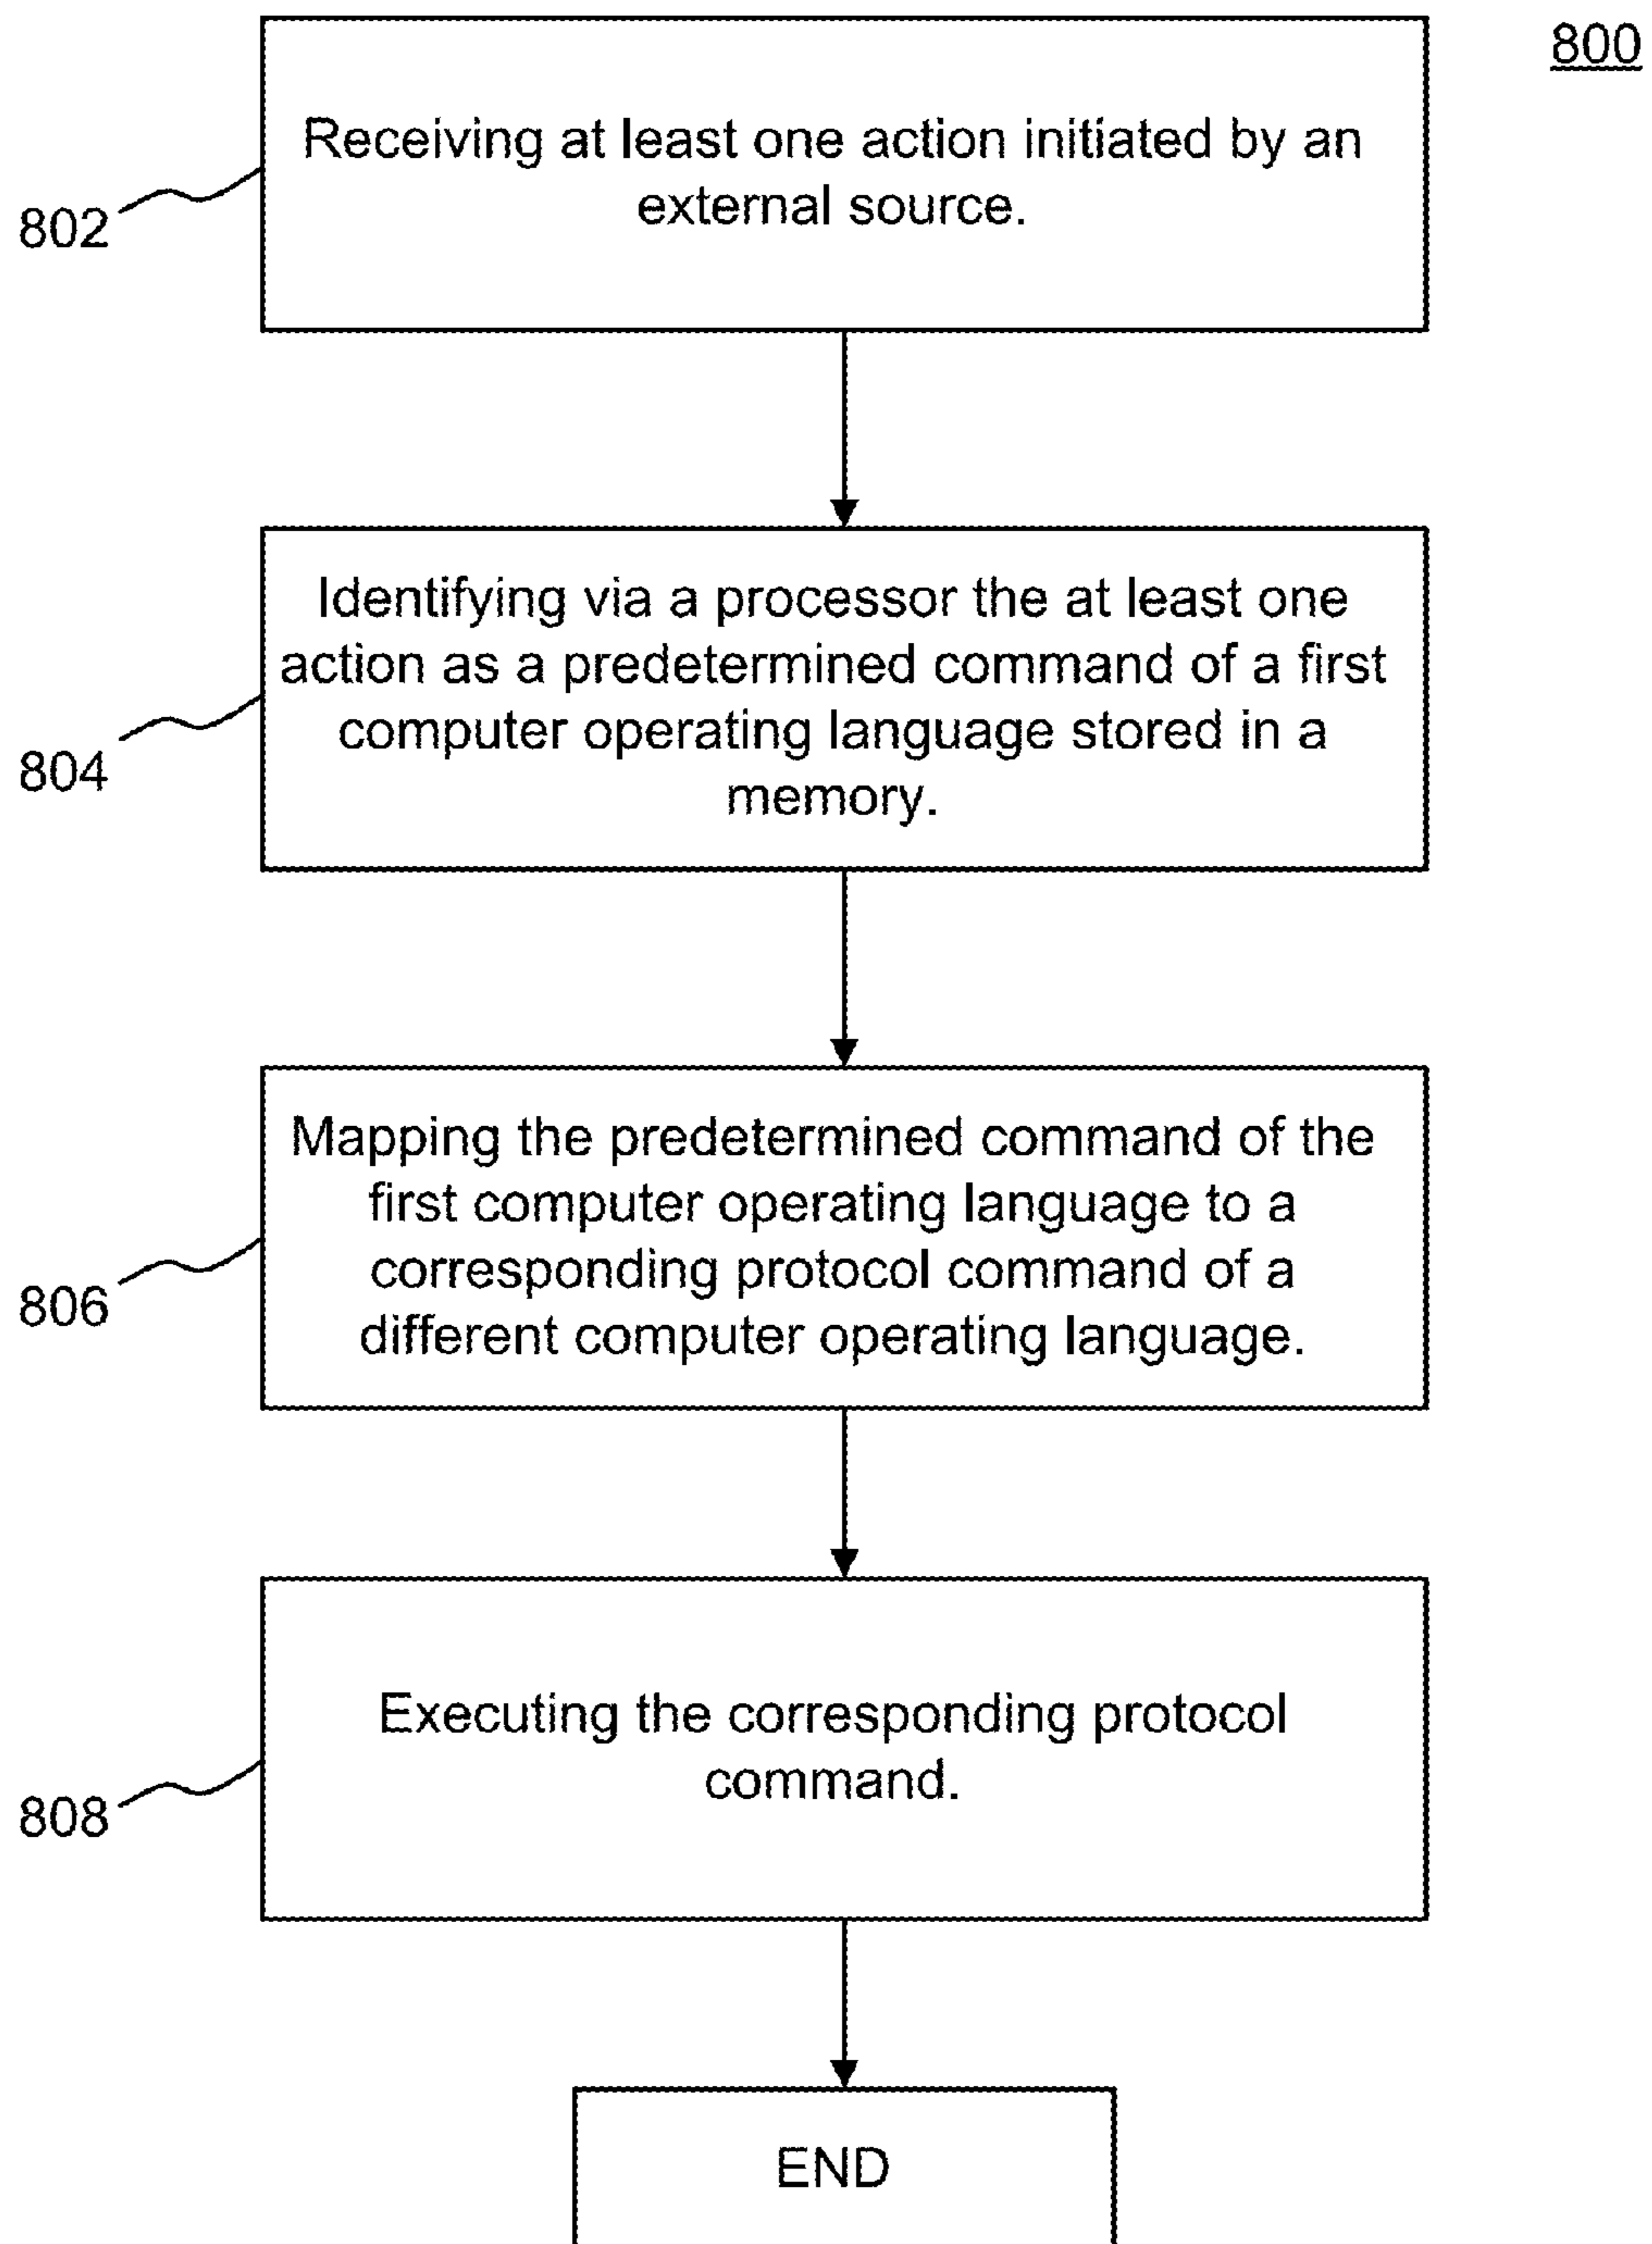 800
Receiving at least one action initiated by an
external source.
802
Identifying via a processor the at least one
action as a predetermined command of a first
computer operating language stored in a
memory.
804
Mapping the predetermined command of the
first computer operating language to a
corresponding protocol command of a
different computer operating language.
806
Executing the corresponding protocol
command.
808
END